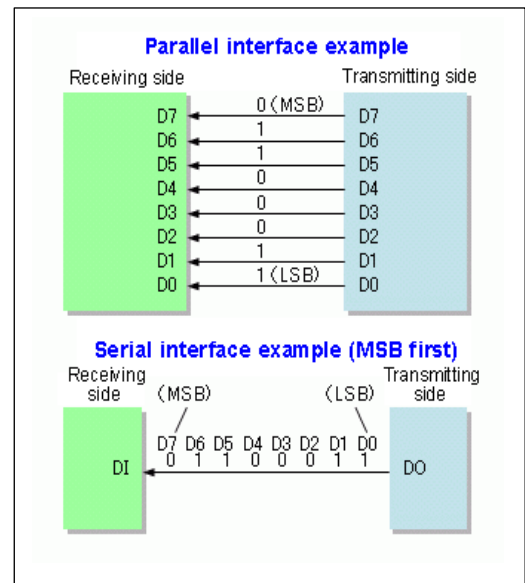 Parallel interface example
Receiving side Transmitting side
D7 0(MSB) D7
D6 1 D6
D5 1 D5
D4 0 D4
D3 0 D3
D2 0 D2
D1 1 D1
D0 1(LSB) D0
Serial interface example (MSB first)
Receiving side
Transmitting side
(MSB) (LSB)
D7 D6 D5 D4 D3 D2 D1 D0
0 1 1 0 0 0 1 1
DI DO